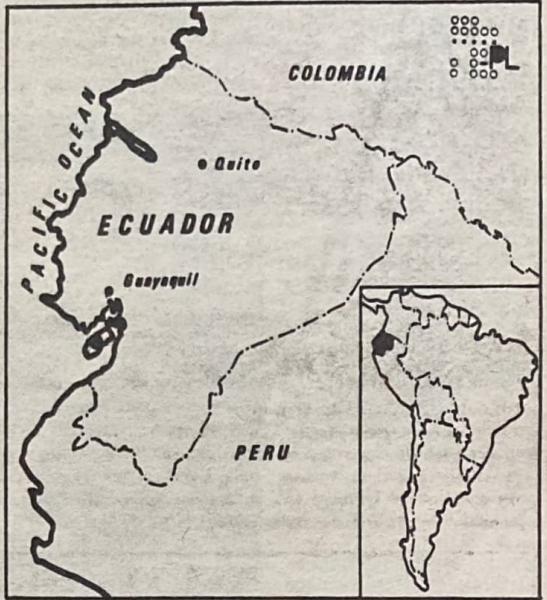 COLOMBIA
PACIFIC OCEAN
Quito
ECUADOR
Guayaquil
PERU